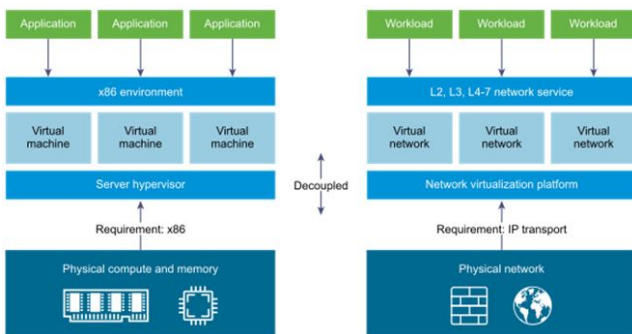 Application
Application
Application
x86 environment
Virtual
machine
Virtual
machine
Virtual
machine
Server hypervisor
Requirement: x86
Physical compute and memory
Decoupled
Workload
Workload
Workload
L2, L3, L4-7 network service
Virtual
network
Virtual
network
Virtual
network
Network virtualization platform
Requirement: IP transport
Physical network